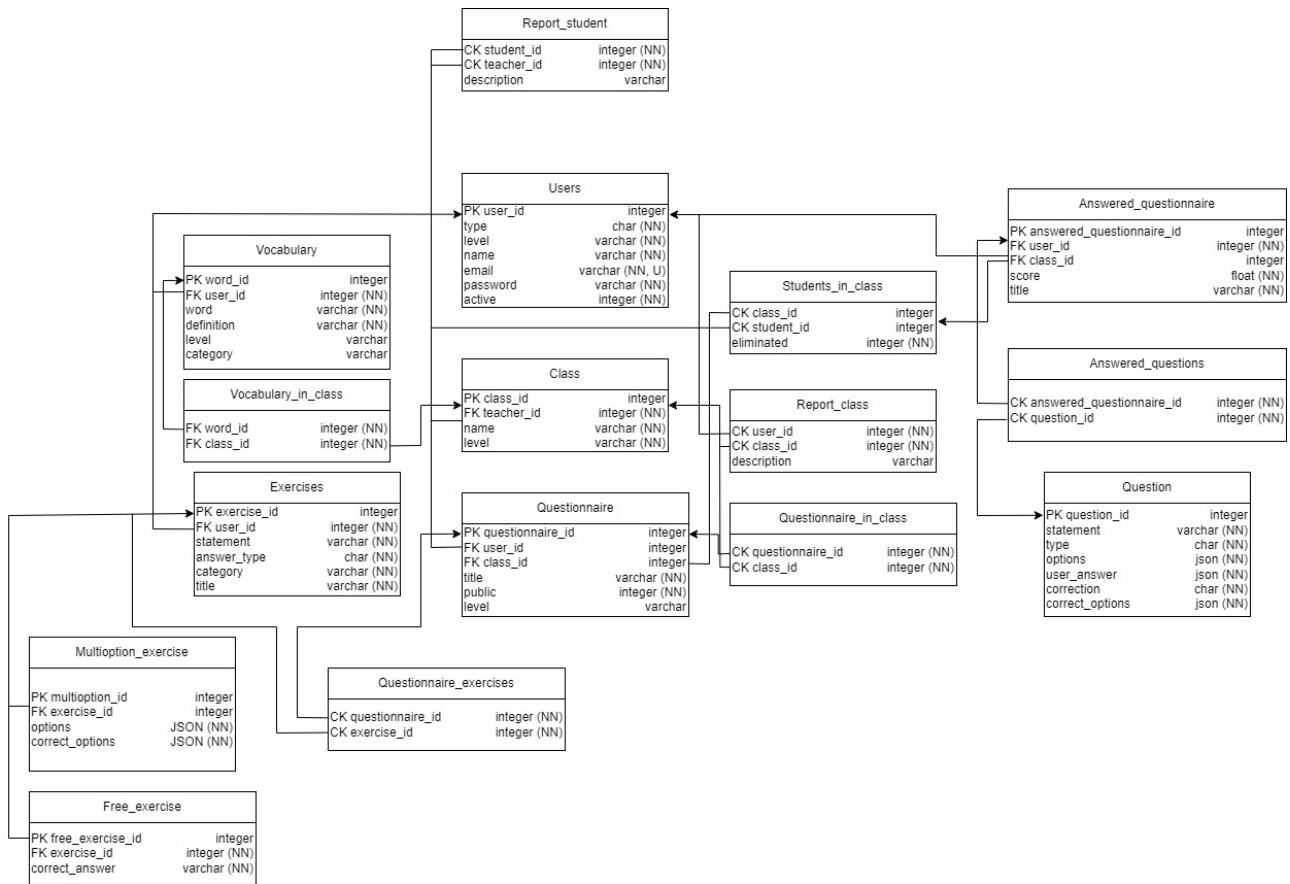 Report_student
CK student_id integer (NN)
CK teacher_id integer (NN)
description varchar
Users
PK user_id integer
type char (NN)
level varchar (NN)
name varchar (NN)
email varchar (NN, U)
password varchar (NN)
active integer (NN)
Answered_questionnaire
PK answered_questionnaire_id integer
FK user_id integer (NN)
FK class_id integer
score float (NN)
title varchar (NN)
Vocabulary
PK word_id integer
FK user_id integer (NN)
word varchar (NN)
definition varchar (NN)
level varchar
category varchar
Students_in_class
CK class_id integer
CK student_id integer
eliminated integer (NN)
Answered_questions
CK answered_questionnaire_id integer (NN)
CK question_id integer (NN)
Class
PK class_id integer
FK teacher_id integer (NN)
name varchar (NN)
level varchar (NN)
Vocabulary_in_class
FK word_id integer (NN)
FK class_id integer (NN)
Report_class
CK user_id integer (NN)
CK class_id integer (NN)
description varchar
Exercises
PK exercise_id integer
FK user_id integer (NN)
statement varchar (NN)
answer_type char (NN)
category varchar (NN)
title varchar (NN)
Questionnaire
PK questionnaire_id integer
FK user_id integer
FK class_id integer
title varchar (NN)
public integer (NN)
level varchar
Questionnaire_in_class
CK questionnaire_id integer (NN)
CK class_id integer (NN)
Question
PK question_id integer
statement varchar (NN)
type char (NN)
options json (NN)
user_answer json (NN)
correction char (NN)
correct_options json (NN)
Multioption_exercise
PK multioption_id integer
FK exercise_id integer
options JSON (NN)
correct_options JSON (NN)
Questionnaire_exercises
CK questionnaire_id integer (NN)
CK exercise_id integer (NN)
Free_exercise
PK free_exercise_id integer
FK exercise_id integer (NN)
correct_answer varchar (NN)